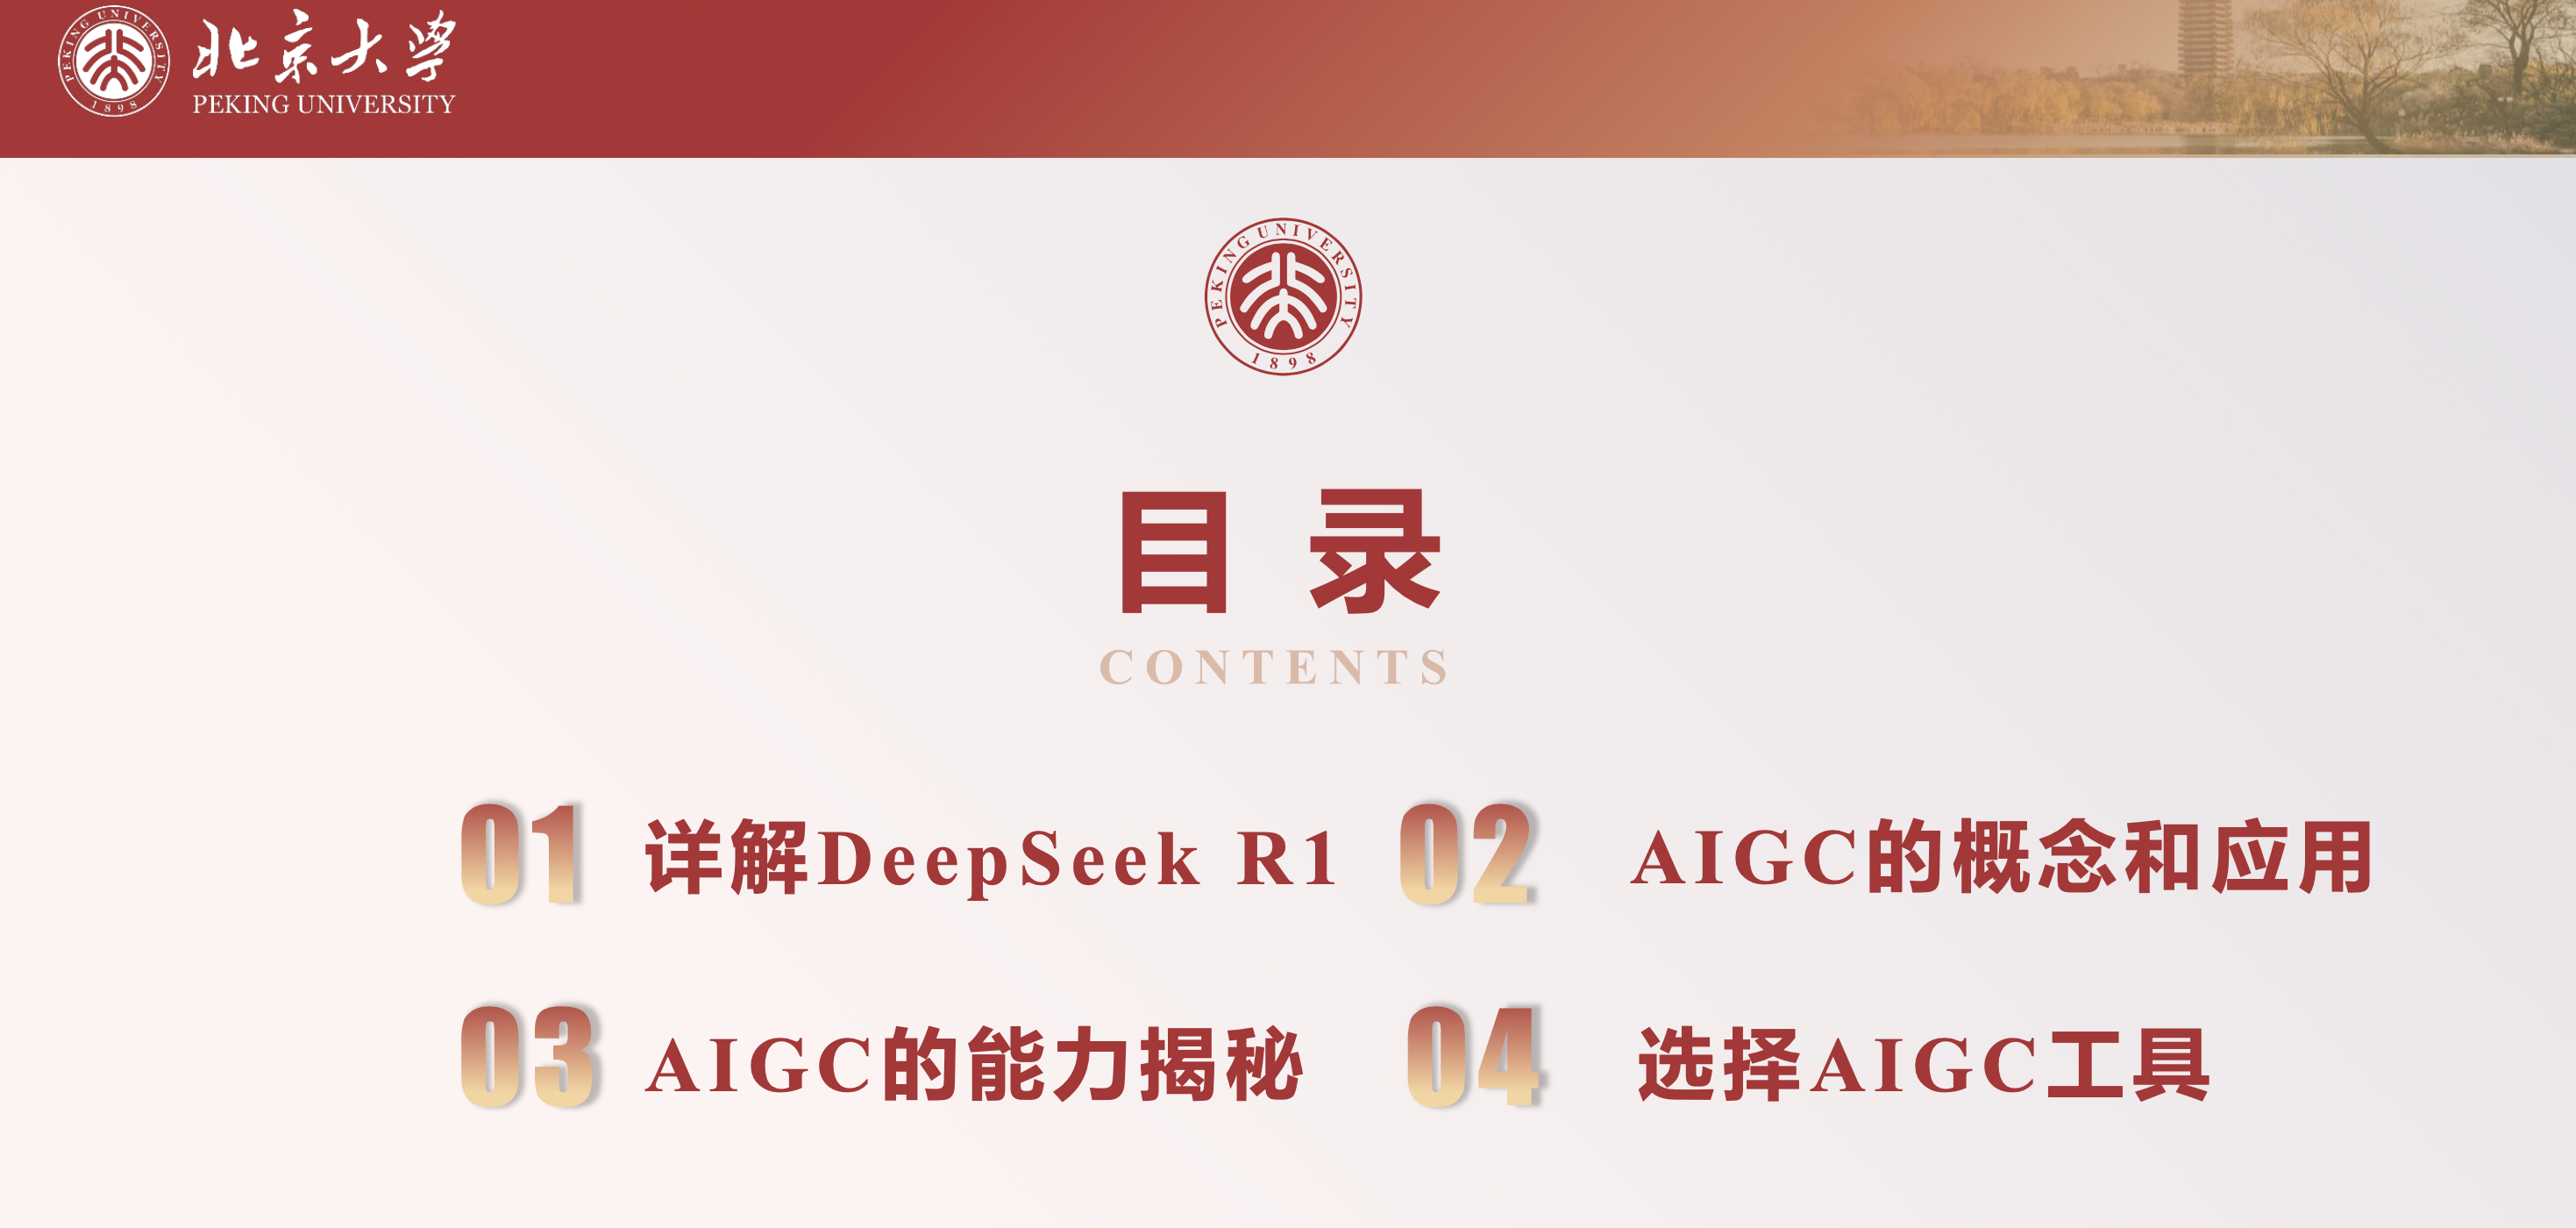 PEKING UNIVERSITY
1898
北京大学
PEKING UNIVERSITY
PEKING UNIVERSITY
1898
目录
CONTENTS
01 详解DeepSeek R1
02 AIGC的概念和应用
03 AIGC的能力揭秘
04 选择AIGC工具